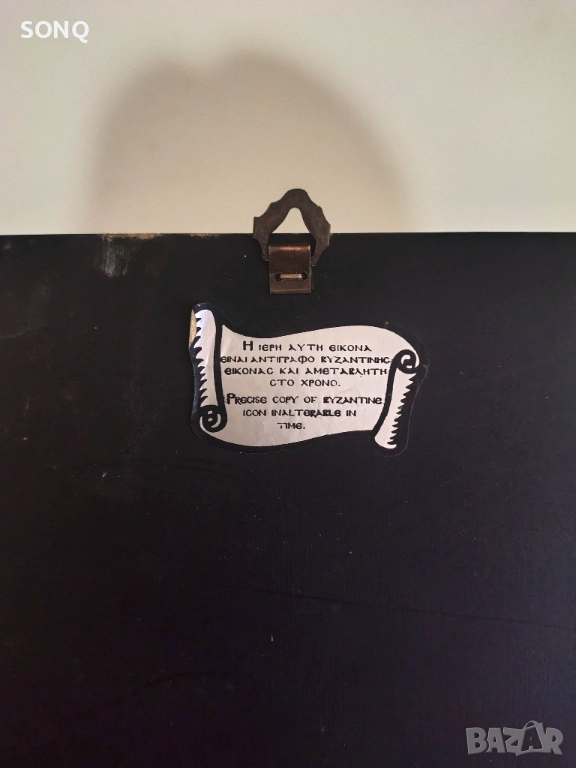 SONQ
Η ΙΕΡΗ ΑΥΤΗ ΕΙΚΟΝΑ
ΕΙΝΑΙ ΑΝΤΙΓΡΑΦΟ ΒΥΖΑΝΤΙΝΗΣ
ΕΙΚΟΝΑΣ ΚΑΙ ΑΜΕΤΑΒΛΗΤΗ
ΣΤΟ ΧΡΟΝΟ.
PRECISE COPY OF BYZANTINE
ICON INALTERABLE IN
TIME.
BAZAR